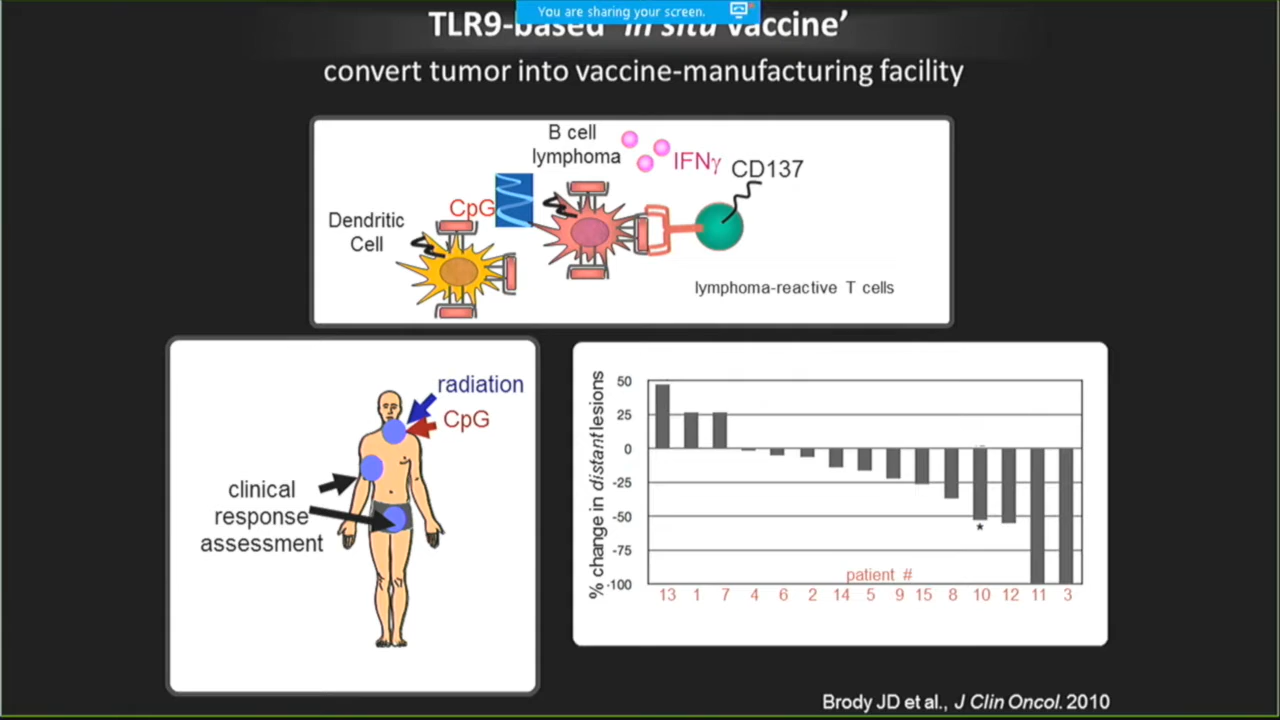 You are sharing your screen.
TLR9-based 'in situ vaccine'
convert tumor into vaccine-manufacturing facility
B cell
lymphoma
IFNγ
CD137
CpG
Dendritic
Cell
lymphoma-reactive T cells
radiation
CpG
clinical
response
assessment
% change in distant lesions
50
25
0
-25
-50
-75
-100
*
patient #
13 1 7 4 6 2 14 5 9 15 8 10 12 11 3
Brody JD et al., J Clin Oncol. 2010